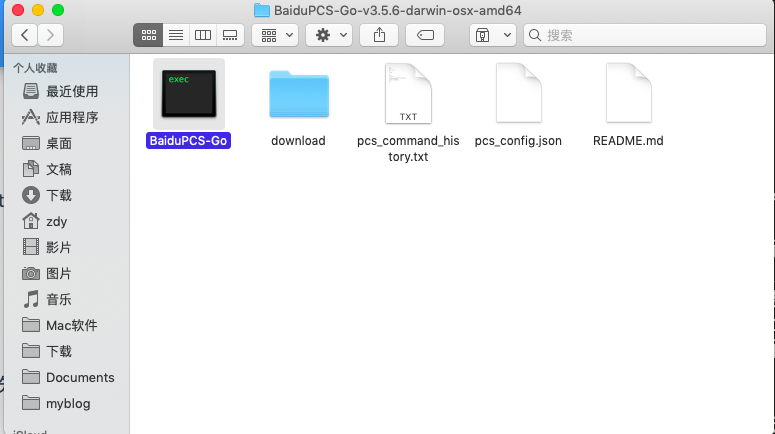 BaiduPCS-Go-v3.5.6-darwin-osx-amd64
搜索
个人收藏
最近使用
应用程序
桌面
文稿
下载
zdy
影片
图片
音乐
Mac软件
下载
Documents
myblog
exec
BaiduPCS-Go
download
TXT
pcs_command_his
tory.txt
pcs_config.json
README.md